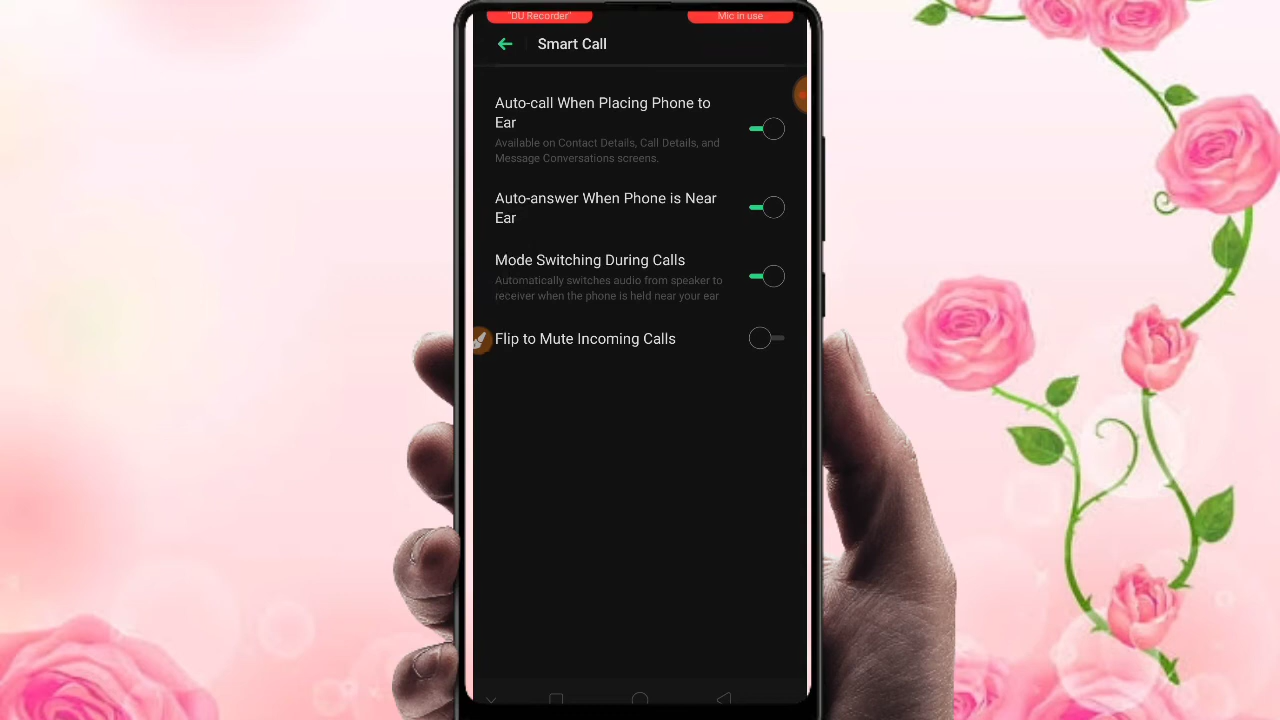 "DU Recorder"
Mic in use
Smart Call
Auto-call When Placing Phone to
Ear
Available on Contact Details, Call Details, and
Message Conversations screens.
Auto-answer When Phone is Near
Ear
Mode Switching During Calls
Automatically switches audio from speaker to
receiver when the phone is held near your ear
Flip to Mute Incoming Calls